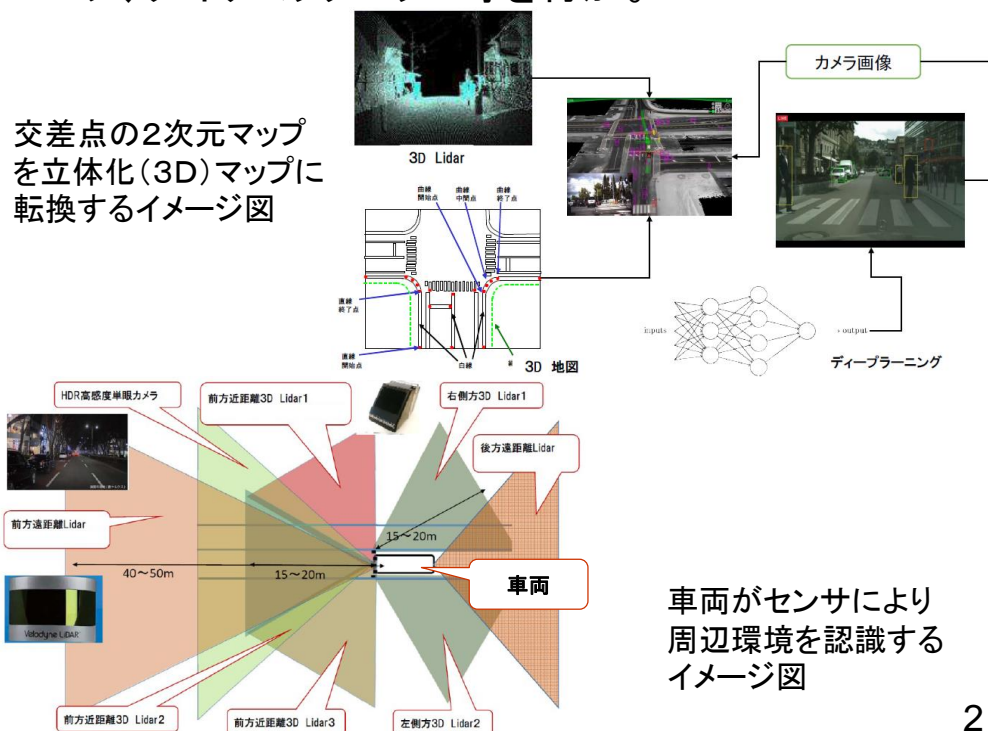 交差点の2次元マップ
を立体化(3D)マップに
転換するイメージ図
3D Lidar
カメラ画像
曲線
開始点
曲線
中間点
曲線
終了点
直線
終了点
直線
開始点
白線
3D 地図
inputs
output
ディープラーニング
HDR高感度単眼カメラ
前方近距離3D Lidar1
右側方3D Lidar1
後方遠距離Lidar
前方遠距離Lidar
15～20m
40～50m
15～20m
車両
Velodyne LiDAR
車両がセンサにより
周辺環境を認識する
イメージ図
前方近距離3D Lidar2
前方近距離3D Lidar3
左側方3D Lidar2
2